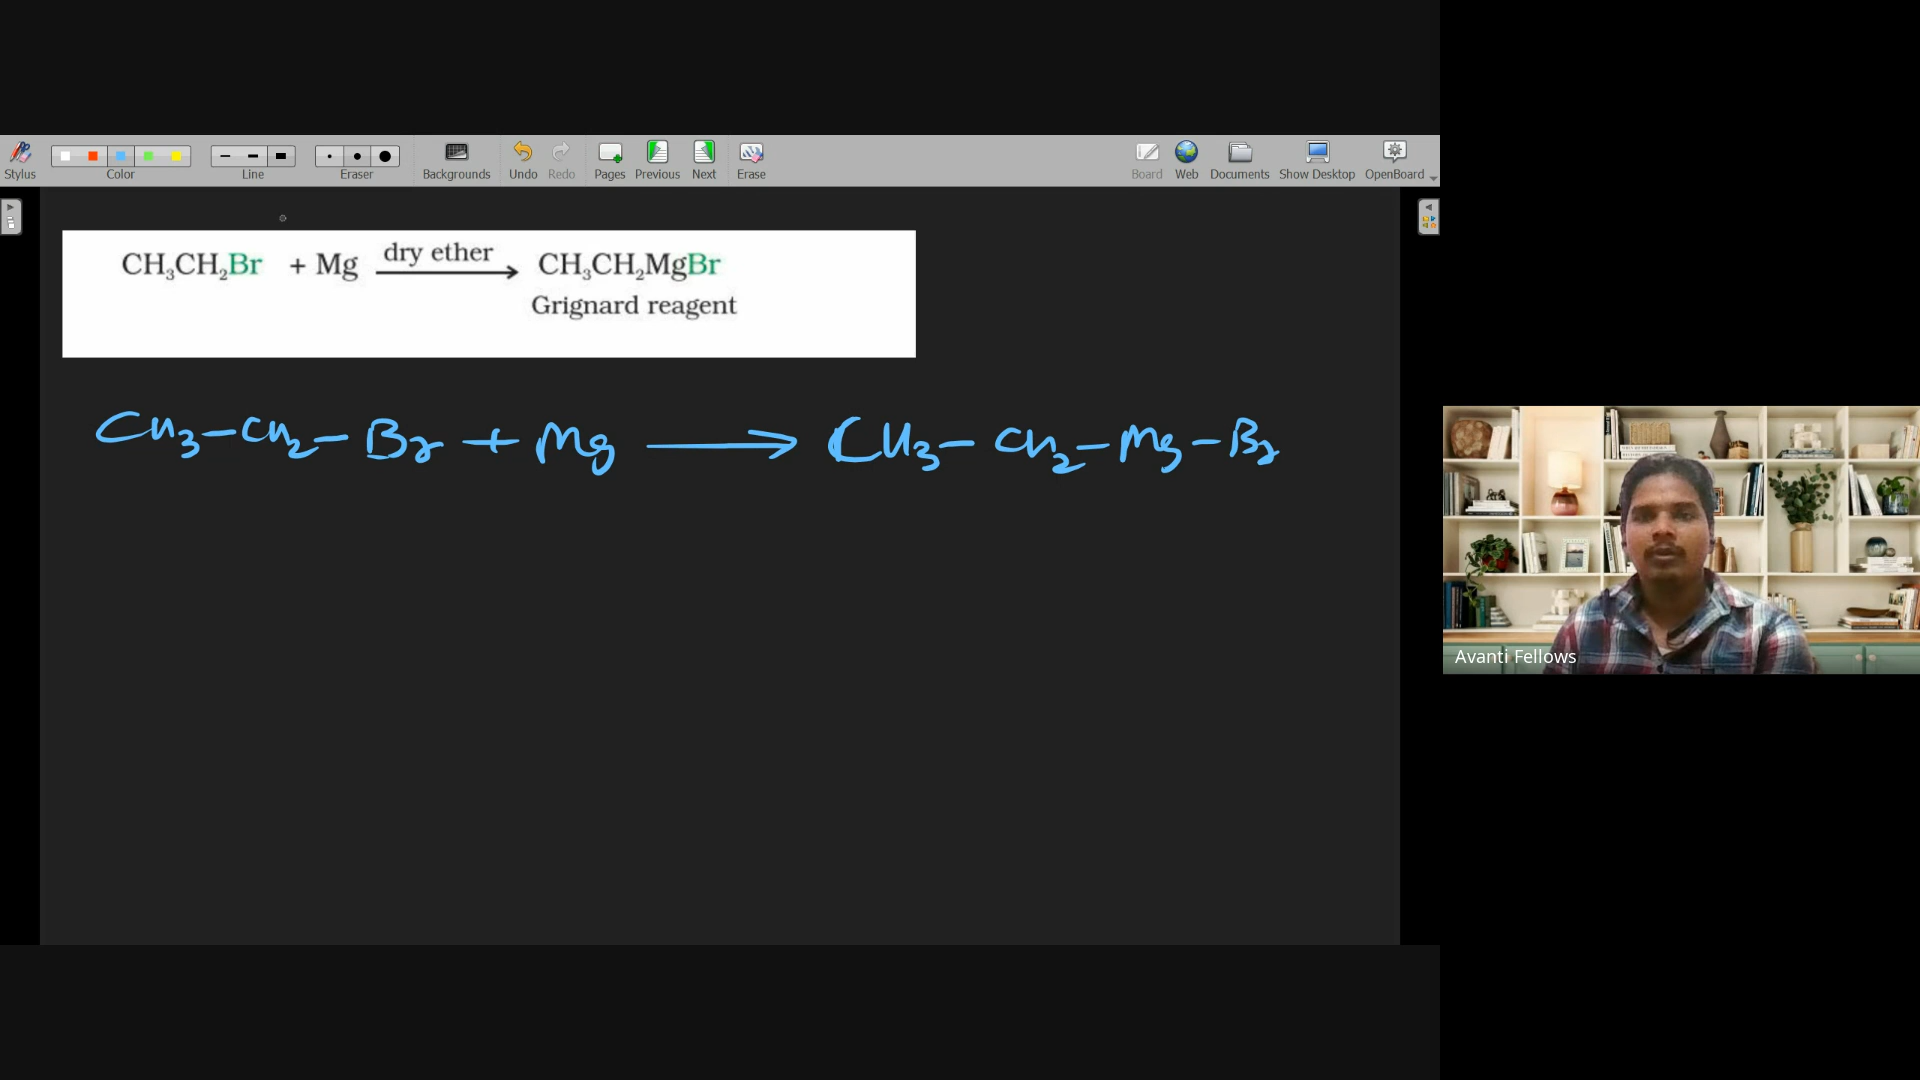 Stylus Color Line Eraser Backgrounds Undo Redo Pages Previous Next Erase Board Web Documents Show Desktop OpenBoard
CH₃CH₂Br + Mg dry ether → CH₃CH₂MgBr
Grignard reagent
CH₃-CH₂-Br + Mg → CH₃-CH₂-Mg-Br
Avanti Fellows